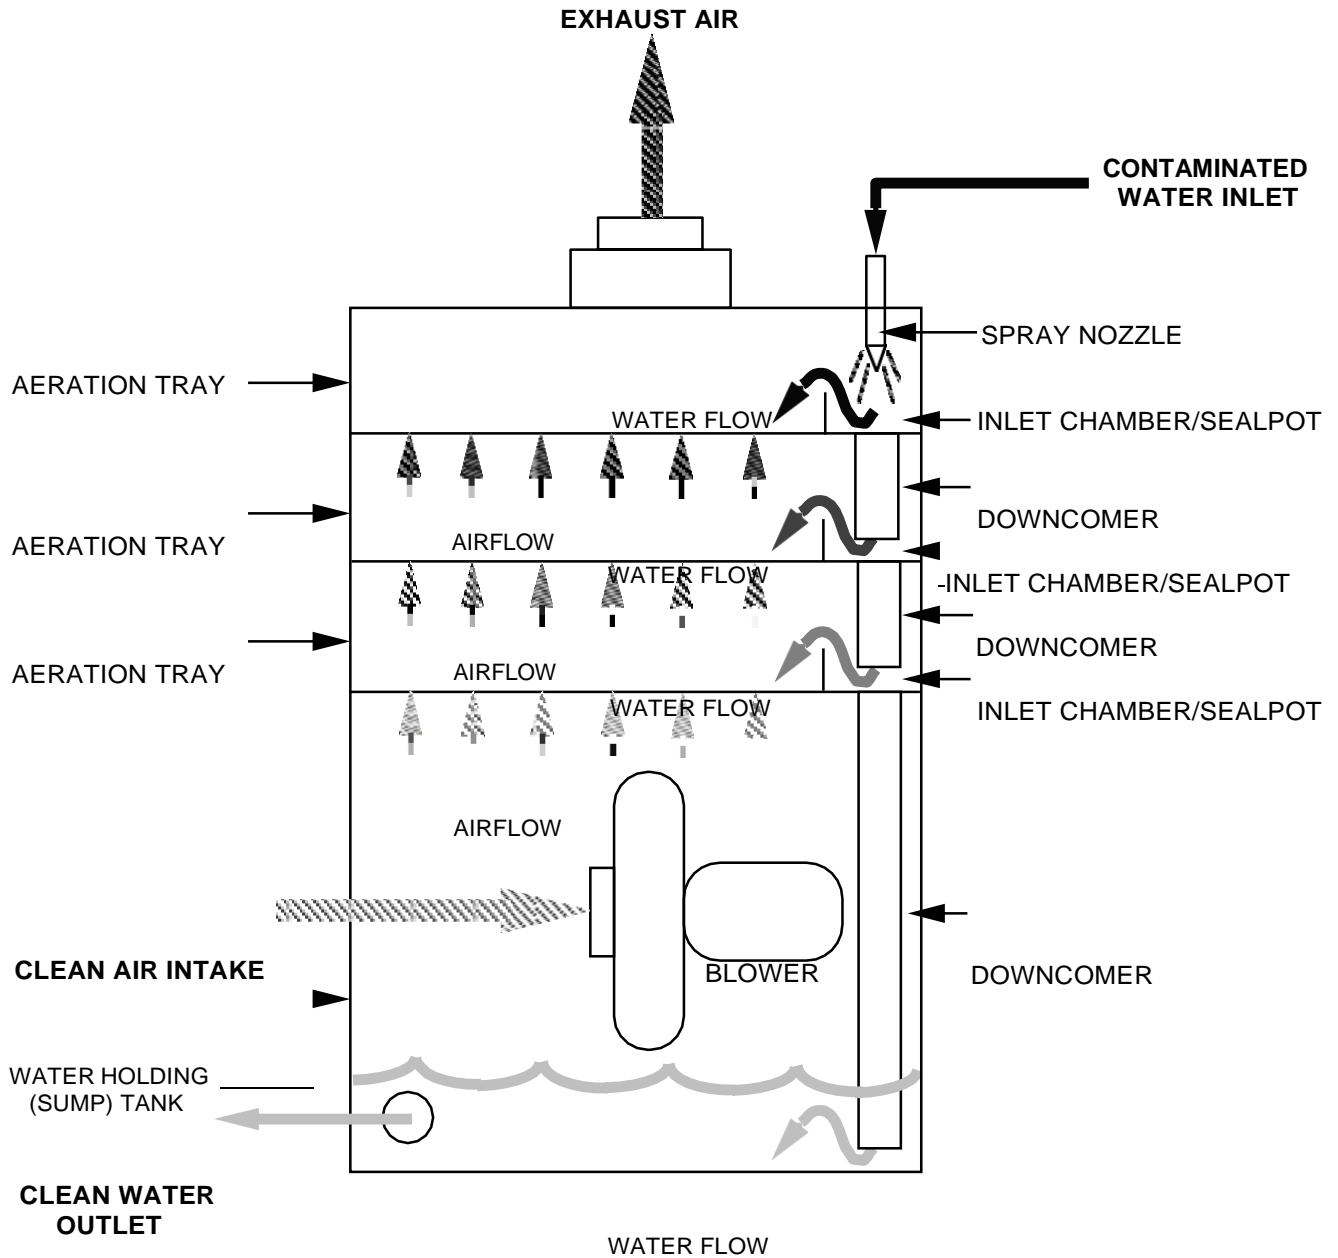 EXHAUST AIR
CONTAMINATED
WATER INLET
SPRAY NOZZLE
AERATION TRAY
WATER FLOW
INLET CHAMBER/SEALPOT
DOWNCOMER
AERATION TRAY
AIRFLOW
WATER FLOW
-INLET CHAMBER/SEALPOT
DOWNCOMER
AERATION TRAY
AIRFLOW
WATER FLOW
INLET CHAMBER/SEALPOT
AIRFLOW
CLEAN AIR INTAKE
BLOWER
DOWNCOMER
WATER HOLDING
(SUMP) TANK
CLEAN WATER
OUTLET
WATER FLOW